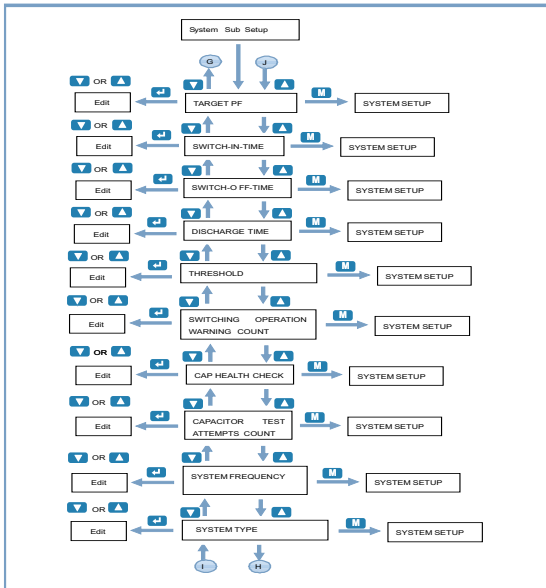 System Sub Setup
G J
OR
Edit TARGET PF M SYSTEM SETUP
OR
Edit SWITCH-IN-TIME M SYSTEM SETUP
OR
Edit SWITCH-O FF-TIME M SYSTEM SETUP
OR
Edit DISCHARGE TIME M SYSTEM SETUP
OR
Edit THRESHOLD M SYSTEM SETUP
OR
Edit SWITCHING OPERATION
WARNING COUNT M SYSTEM SETUP
OR
Edit CAP HEALTH CHECK M SYSTEM SETUP
OR
Edit CAPACITOR TEST
ATTEMPTS COUNT M SYSTEM SETUP
OR
Edit SYSTEM FREQUENCY M SYSTEM SETUP
OR
Edit SYSTEM TYPE M SYSTEM SETUP
I H